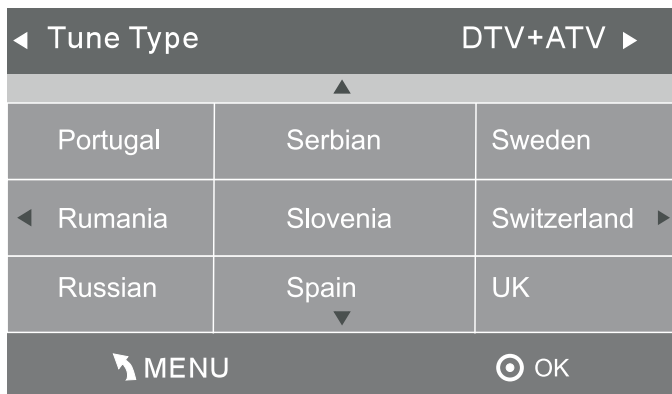 Tune Type DTV+ATV
Portugal Serbian Sweden
Rumania Slovenia Switzerland
Russian Spain UK
MENU OK